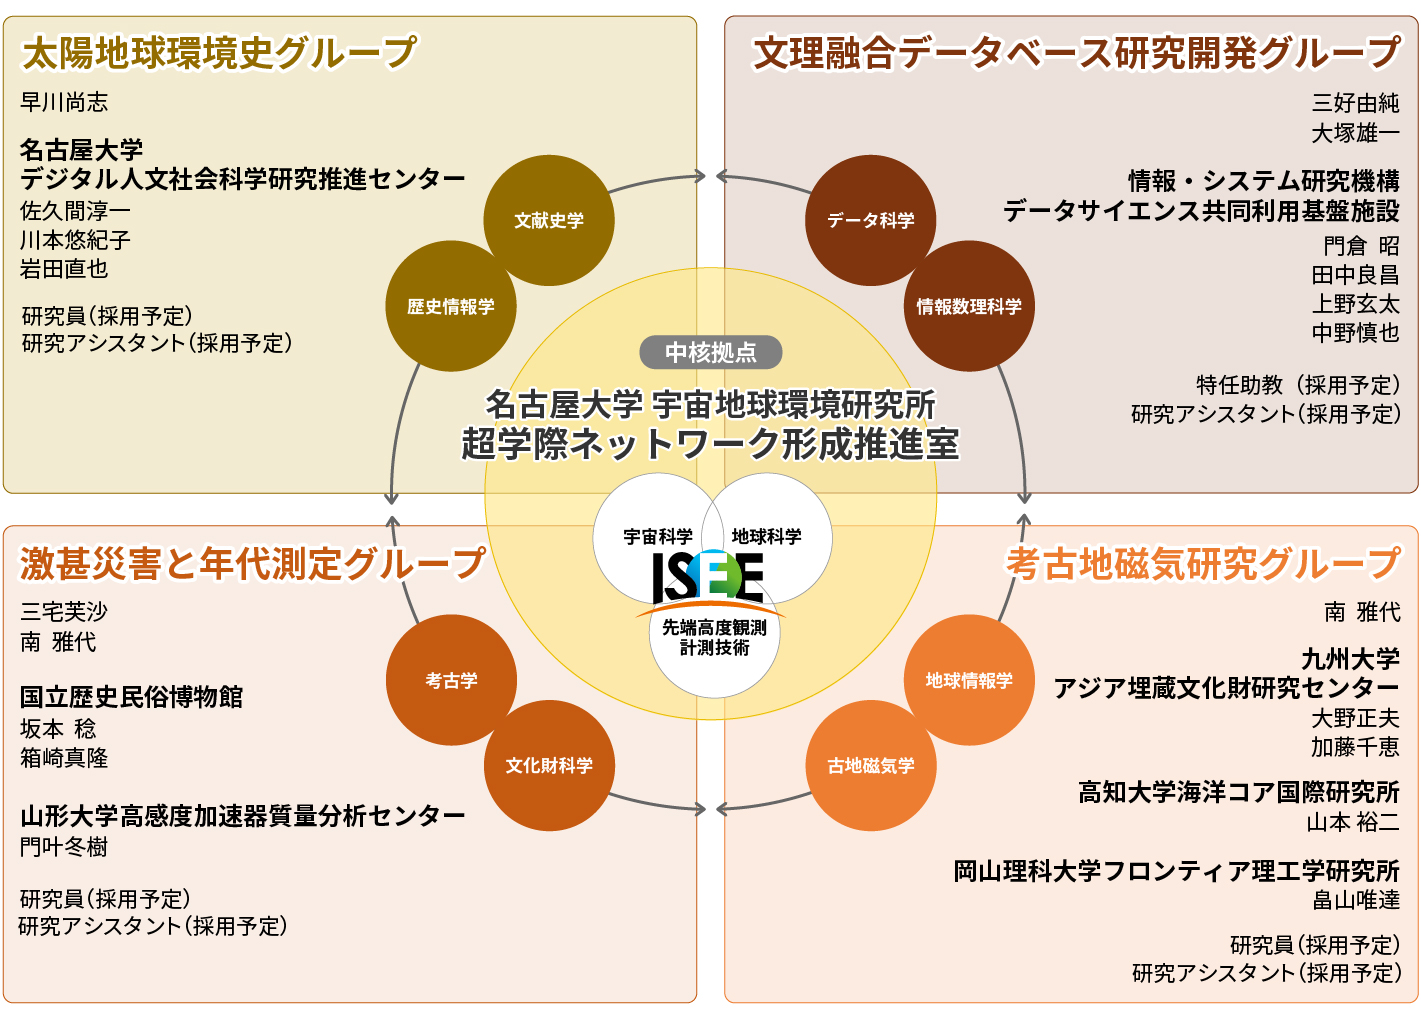 太陽地球環境史グループ
早川尚志
名古屋大学
デジタル人文社会科学研究推進センター
佐久間淳一
川本悠紀子
岩田直也
研究員（採用予定）
研究アシスタント（採用予定）
文献史学
歴史情報学
文理融合データベース研究開発グループ
三好由純
大塚雄一
情報・システム研究機構
データサイエンス共同利用基盤施設
門倉 昭
田中良昌
上野玄太
中野慎也
特任助教（採用予定）
研究アシスタント（採用予定）
データ科学
情報数理科学
中核拠点
名古屋大学 宇宙地球環境研究所
超学際ネットワーク形成推進室
宇宙科学
地球科学
ISEE
先端高度観測
計測技術
激甚災害と年代測定グループ
三宅芙沙
南 雅代
国立歴史民俗博物館
坂本 稔
箱崎真隆
山形大学高感度加速器質量分析センター
門叶冬樹
研究員（採用予定）
研究アシスタント（採用予定）
考古学
文化財科学
考古地磁気研究グループ
南 雅代
九州大学
アジア埋蔵文化財研究センター
大野正夫
加藤千恵
高知大学海洋コア国際研究所
山本 裕二
岡山理科大学フロンティア理工学研究所
畠山唯達
研究員（採用予定）
研究アシスタント（採用予定）
地球情報学
古地磁気学